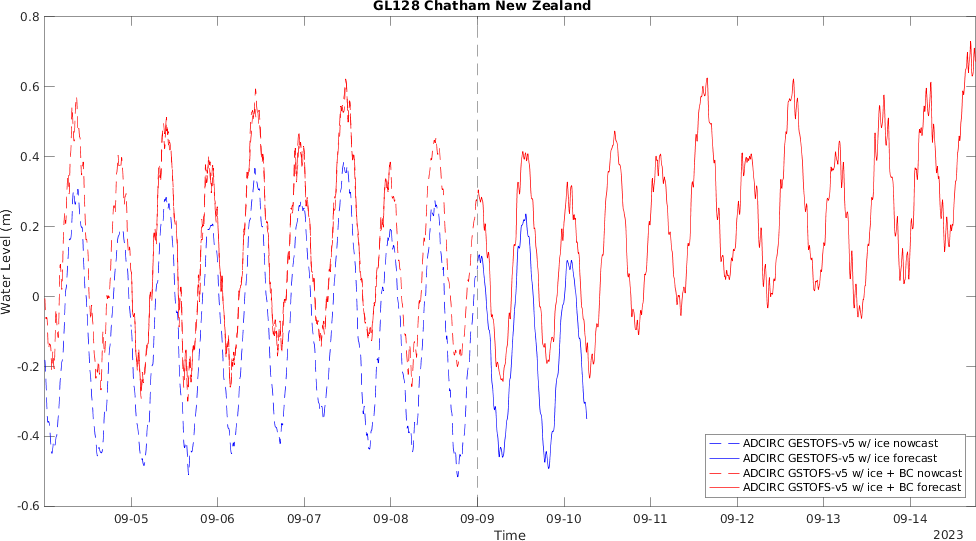 GL128 Chatham New Zealand
0.8
0.6
0.4
0.2
0
-0.2
-0.4
-0.6
Water Level (m)
09-05 09-06 09-07 09-08 09-09 09-10 09-11 09-12 09-13 09-14
Time
2023
ADCIRC GESTOFS-v5 w/ ice nowcast
ADCIRC GESTOFS-v5 w/ ice forecast
ADCIRC GSTOFS-v5 w/ ice + BC nowcast
ADCIRC GSTOFS-v5 w/ ice + BC forecast